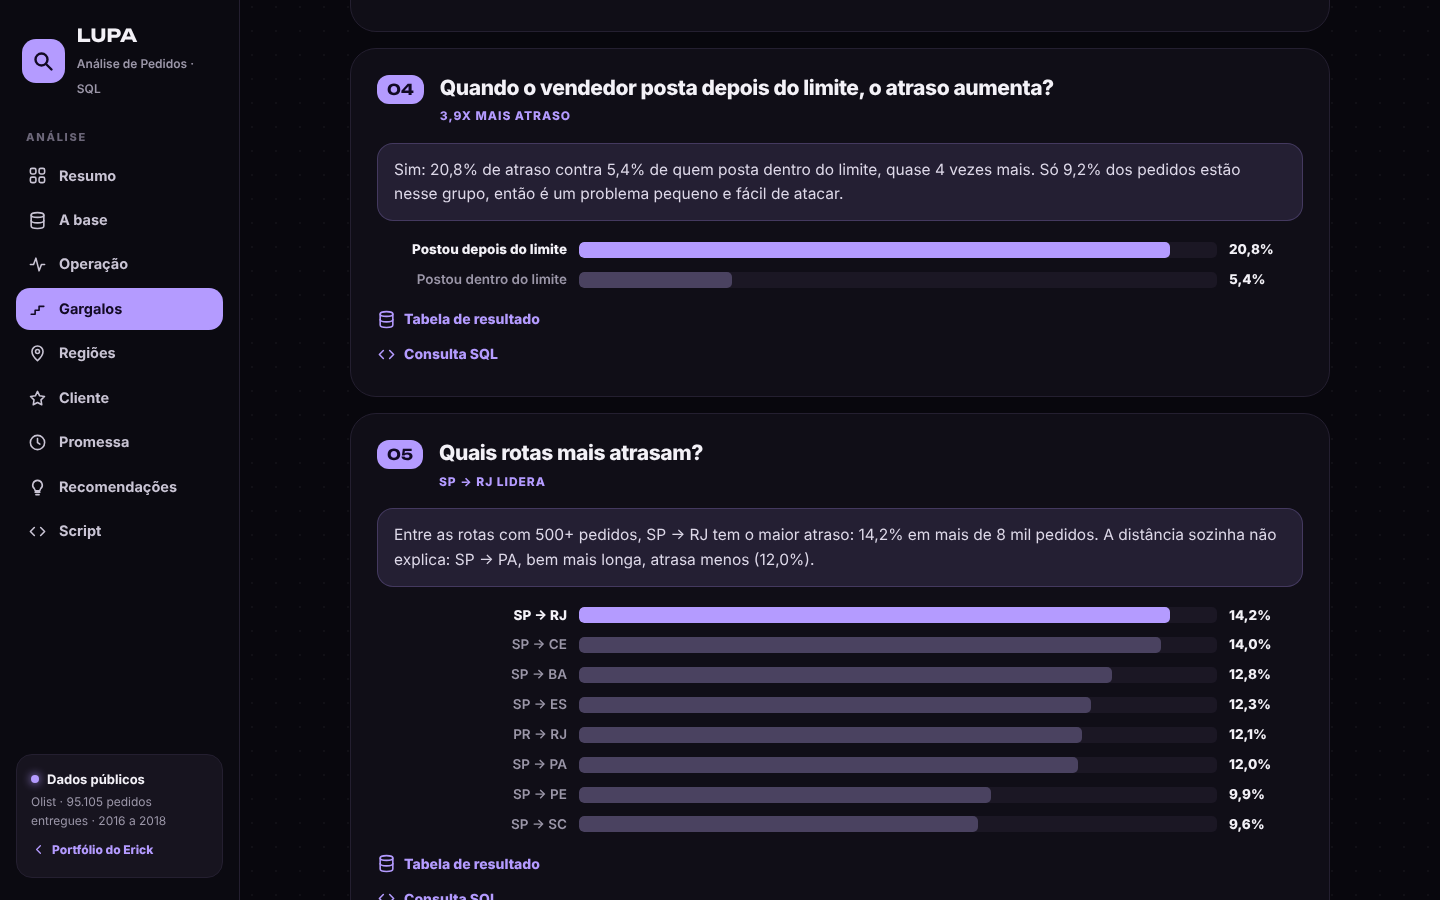 LUPA
Análise de Pedidos ·
SQL
ANÁLISE
Resumo
A base
Operação
Gargalos
Regiões
Cliente
Promessa
Recomendações
Script
Dados públicos
Olist · 95.105 pedidos
entregues · 2016 a 2018
Portfólio do Erick
04
Quando o vendedor posta depois do limite, o atraso aumenta?
3,9X MAIS ATRASO
Sim: 20,8% de atraso contra 5,4% de quem posta dentro do limite, quase 4 vezes mais. Só 9,2% dos pedidos estão
nesse grupo, então é um problema pequeno e fácil de atacar.
Postou depois do limite 20,8%
Postou dentro do limite 5,4%
Tabela de resultado
Consulta SQL
05
Quais rotas mais atrasam?
SP → RJ LIDERA
Entre as rotas com 500+ pedidos, SP → RJ tem o maior atraso: 14,2% em mais de 8 mil pedidos. A distância sozinha não
explica: SP → PA, bem mais longa, atrasa menos (12,0%).
SP → RJ 14,2%
SP → CE 14,0%
SP → BA 12,8%
SP → ES 12,3%
PR → RJ 12,1%
SP → PA 12,0%
SP → PE 9,9%
SP → SC 9,6%
Tabela de resultado
Consulta SQL